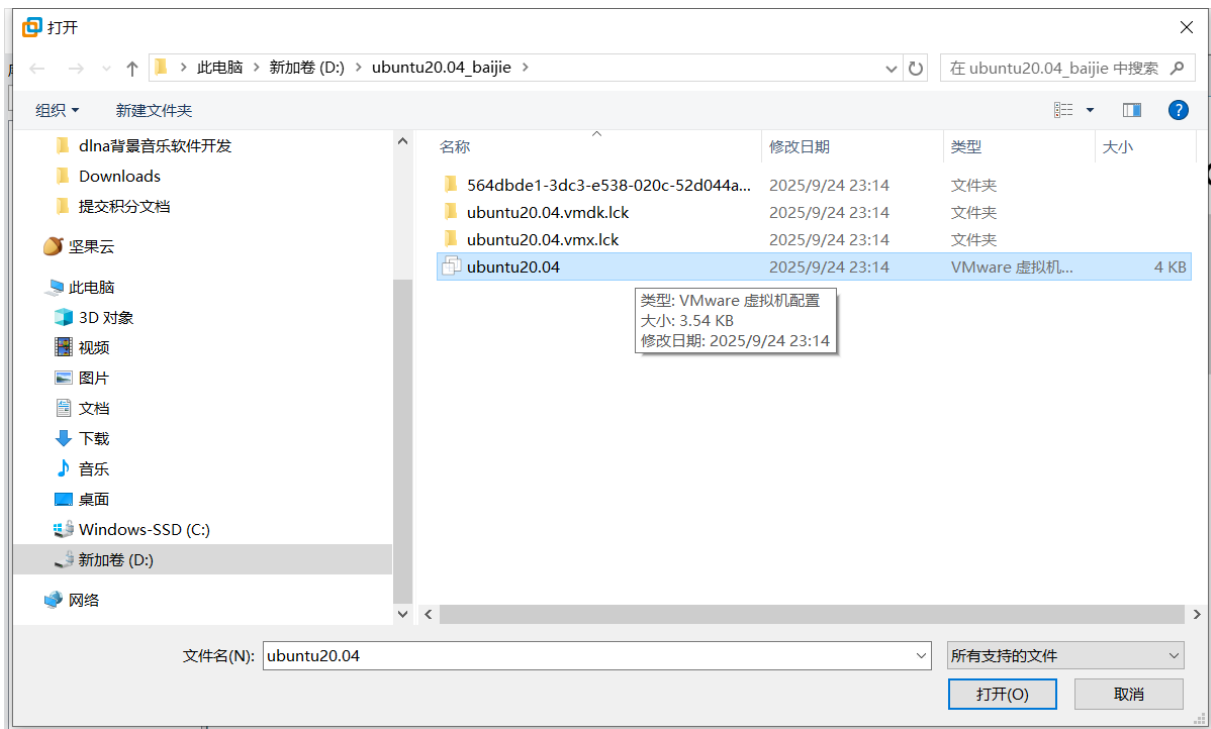 打开
此电脑 > 新加卷 (D:) > ubuntu20.04_baijie >
在 ubuntu20.04_baijie 中搜索
组织 新建文件夹
dlna背景音乐软件开发
Downloads
提交积分文档
坚果云
此电脑
3D 对象
视频
图片
文档
下载
音乐
桌面
Windows-SSD (C:)
新加卷 (D:)
网络
名称 修改日期 类型 大小
564dbde1-3dc3-e538-020c-52d044a... 2025/9/24 23:14 文件夹
ubuntu20.04.vmdk.lck 2025/9/24 23:14 文件夹
ubuntu20.04.vmx.lck 2025/9/24 23:14 文件夹
ubuntu20.04 2025/9/24 23:14 VMware 虚拟机... 4 KB
类型: VMware 虚拟机配置
大小: 3.54 KB
修改日期: 2025/9/24 23:14
文件名(N): ubuntu20.04
所有支持的文件
打开(O) 取消